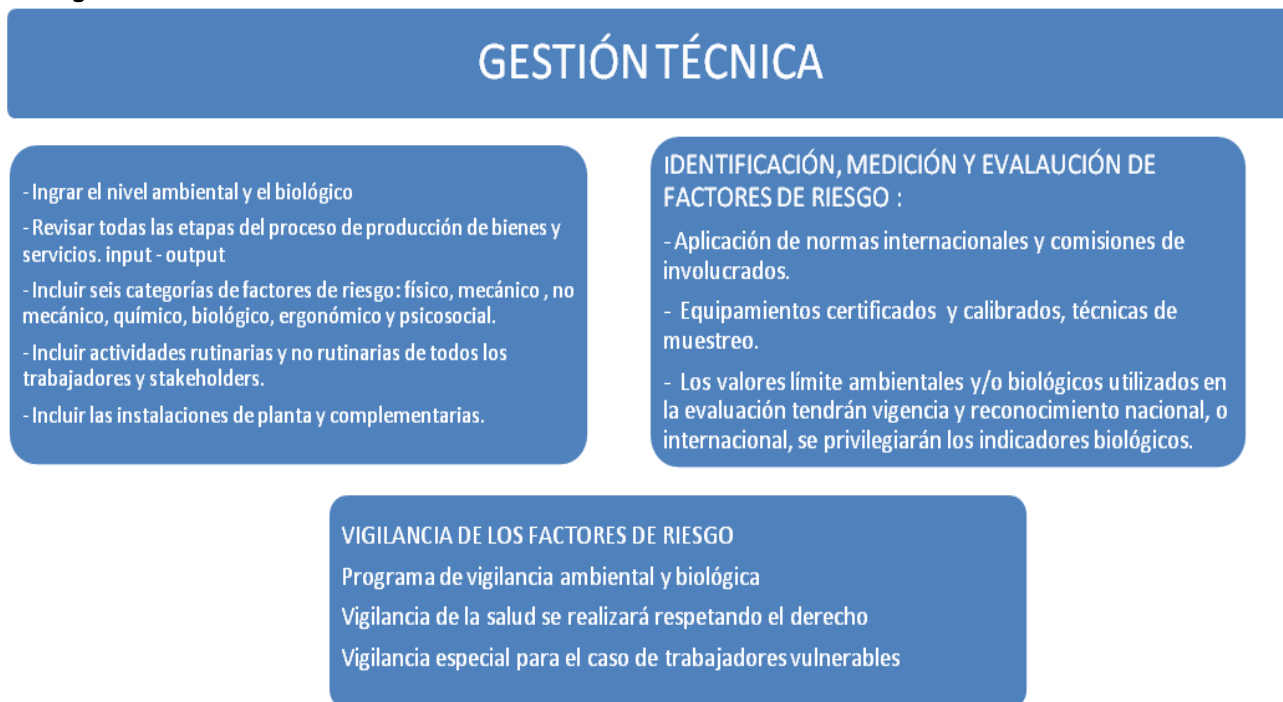 GESTIÓN TÉCNICA
- Ingrar el nivel ambiental y el biológico
- Revisar todas las etapas del proceso de producción de bienes y
servicios. input - output
- Incluir seis categorías de factores de riesgo: físico, mecánico , no
mecánico, químico, biológico, ergonómico y psicosocial.
- Incluir actividades rutinarias y no rutinarias de todos los
trabajadores y stakeholders.
- Incluir las instalaciones de planta y complementarias.
IDENTIFICACIÓN, MEDICIÓN Y EVALAUCIÓN DE
FACTORES DE RIESGO :
- Aplicación de normas internacionales y comisiones de
involucrados.
- Equipamientos certificados y calibrados, técnicas de
muestreo.
- Los valores límite ambientales y/o biológicos utilizados en
la evaluación tendrán vigencia y reconocimiento nacional, o
internacional, se privilegiarán los indicadores biológicos.
VIGILANCIA DE LOS FACTORES DE RIESGO
Programa de vigilancia ambiental y biológica
Vigilancia de la salud se realizará respetando el derecho
Vigilancia especial para el caso de trabajadores vulnerables